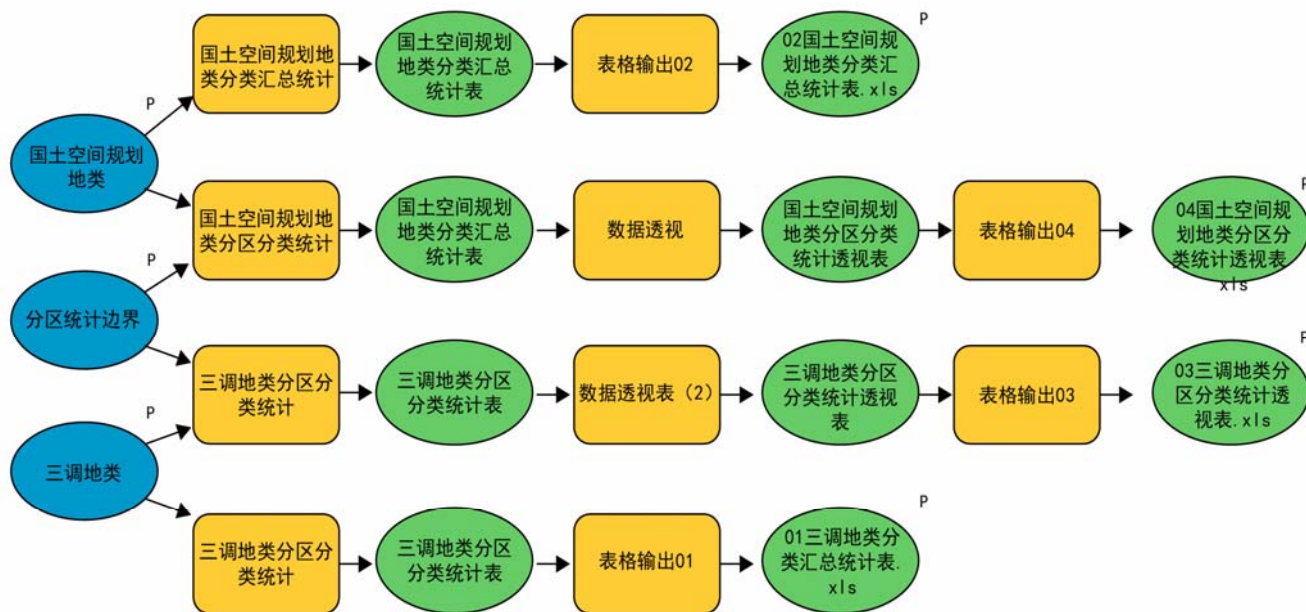 P
国土空间规划地
类分类汇总统计
国土空间规划
地类分类汇总
统计表
表格输出02
02国土空间规
划地类分类汇
总统计表.xls
P
国土空间规划
地类
国土空间规划地
类分区分类统计
国土空间规划
地类分类汇总
统计表
数据透视
国土空间规划
地类分区分类
统计透视表
表格输出04
P
04国土空间规
划地类分区分
类统计透视表.
xls
P
分区统计边界
三调地类分区分
类统计
三调地类分区
分类统计表
数据透视表（2）
三调地类分区
分类统计透视
表
表格输出03
P
03三调地类分
区分类统计透
视表.xls
P
三调地类
三调地类分区分
类统计
三调地类分区
分类统计表
表格输出01
P
01三调地类分
类汇总统计表.
xls